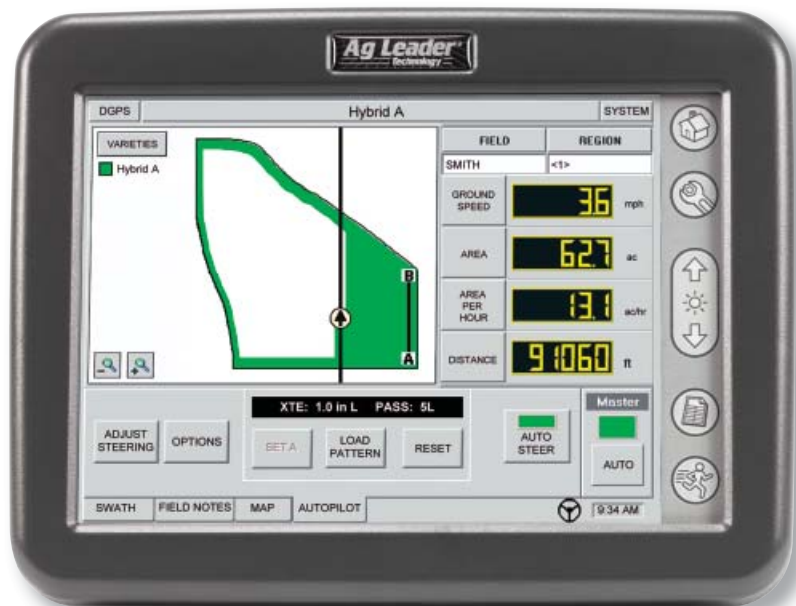 Ag Leader
Technology
DGPS
Hybrid A
SYSTEM
VARIETIES
Hybrid A
FIELD
REGION
SMITH
<1>
GROUND
SPEED
3.6
mph
AREA
62.7
ac
AREA
PER
HOUR
13.1
ac/hr
DISTANCE
91060
ft
B
A
XTE: 1.0 in L PASS: 5L
ADJUST
STEERING
OPTIONS
SET A
LOAD
PATTERN
RESET
AUTO
STEER
Master
AUTO
SWATH
FIELD NOTES
MAP
AUTOPILOT
9:34 AM